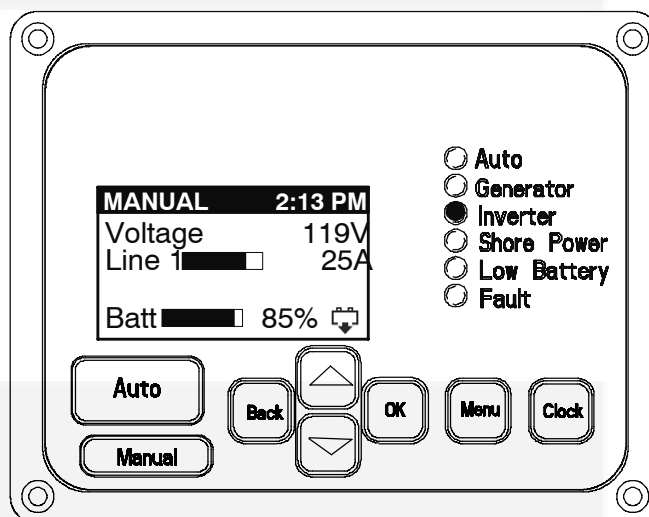 MANUAL 2:13 PM
Voltage 119V
Line 1 25A
Batt 85%
Auto
Generator
Inverter
Shore Power
Low Battery
Fault
Auto
Manual
Back
OK
Menu
Clock